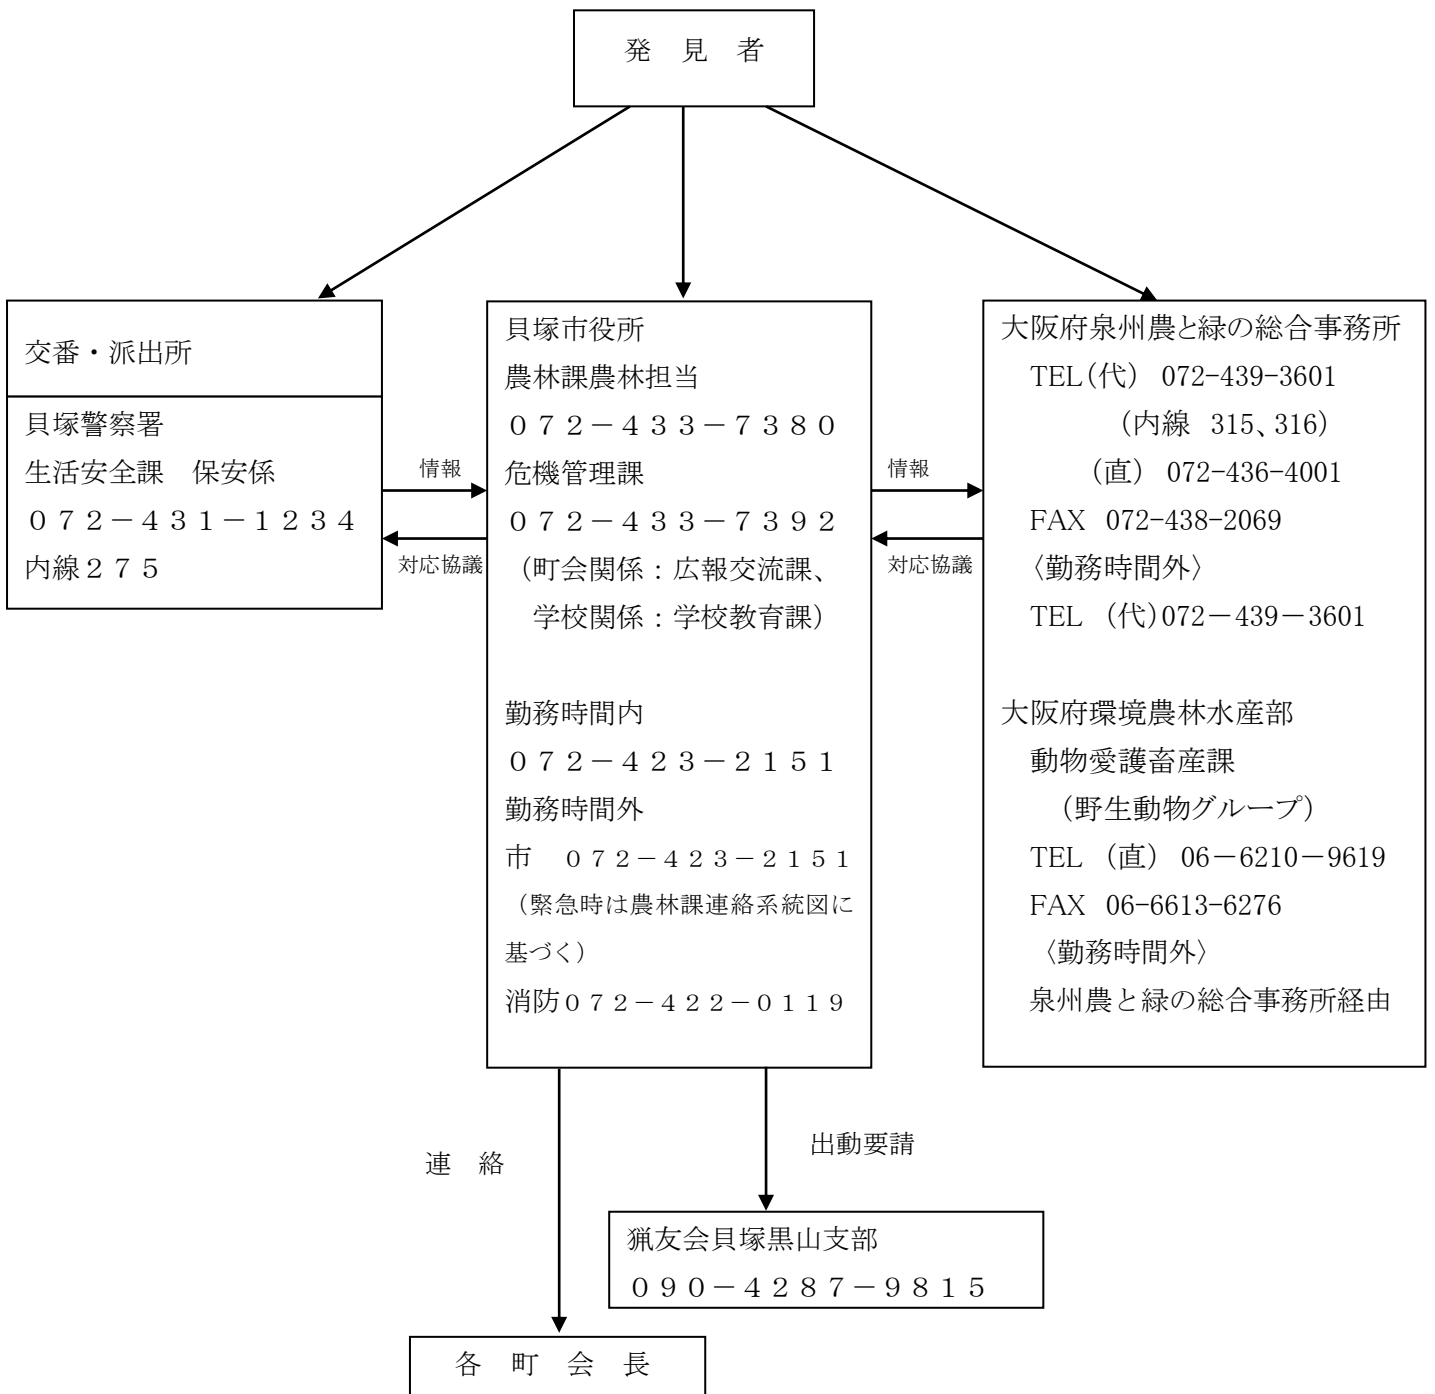 発　見　者
交番・派出所
貝塚警察署
生活安全課　保安係
０７２－４３１－１２３４
内線２７５
情報
対応協議
貝塚市役所
農林課農林担当
０７２－４３３－７３８０
危機管理課
０７２－４３３－７３９２
（町会関係：広報交流課、
学校関係：学校教育課）
勤務時間内
０７２－４２３－２１５１
勤務時間外
市　０７２－４２３－２１５１
（緊急時は農林課連絡系統図に
基づく）
消防０７２－４２２－０１１９
情報
対応協議
大阪府泉州農と緑の総合事務所
TEL（代） 072-439-3601
（内線 315、316）
（直） 072-436-4001
FAX 072-438-2069
〈勤務時間外〉
TEL （代）072－439－3601
大阪府環境農林水産部
動物愛護畜産課
（野生動物グループ）
TEL （直） 06－6210－9619
FAX 06-6613-6276
〈勤務時間外〉
泉州農と緑の総合事務所経由
連　絡
出動要請
猟友会貝塚黒山支部
０９０－４２８７－９８１５
各　町　会　長